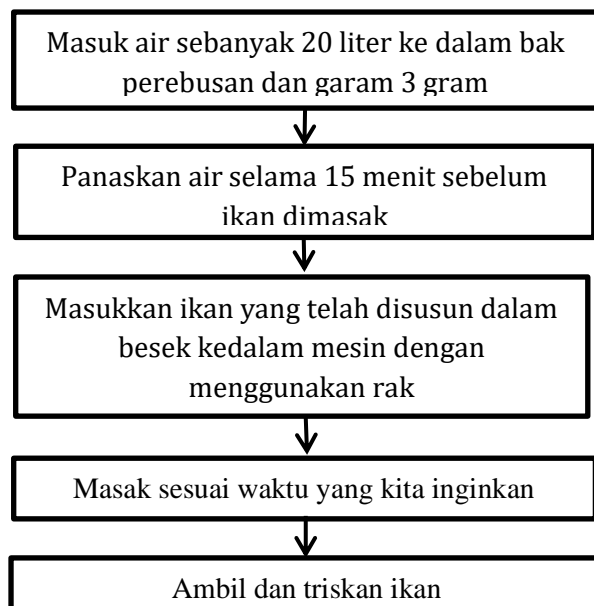 Masuk air sebanyak 20 liter ke dalam bak
perebusan dan garam 3 gram
Panaskan air selama 15 menit sebelum
ikan dimasak
Masukkan ikan yang telah disusun dalam
besek kedalam mesin dengan
menggunakan rak
Masak sesuai waktu yang kita inginkan
Ambil dan triskan ikan